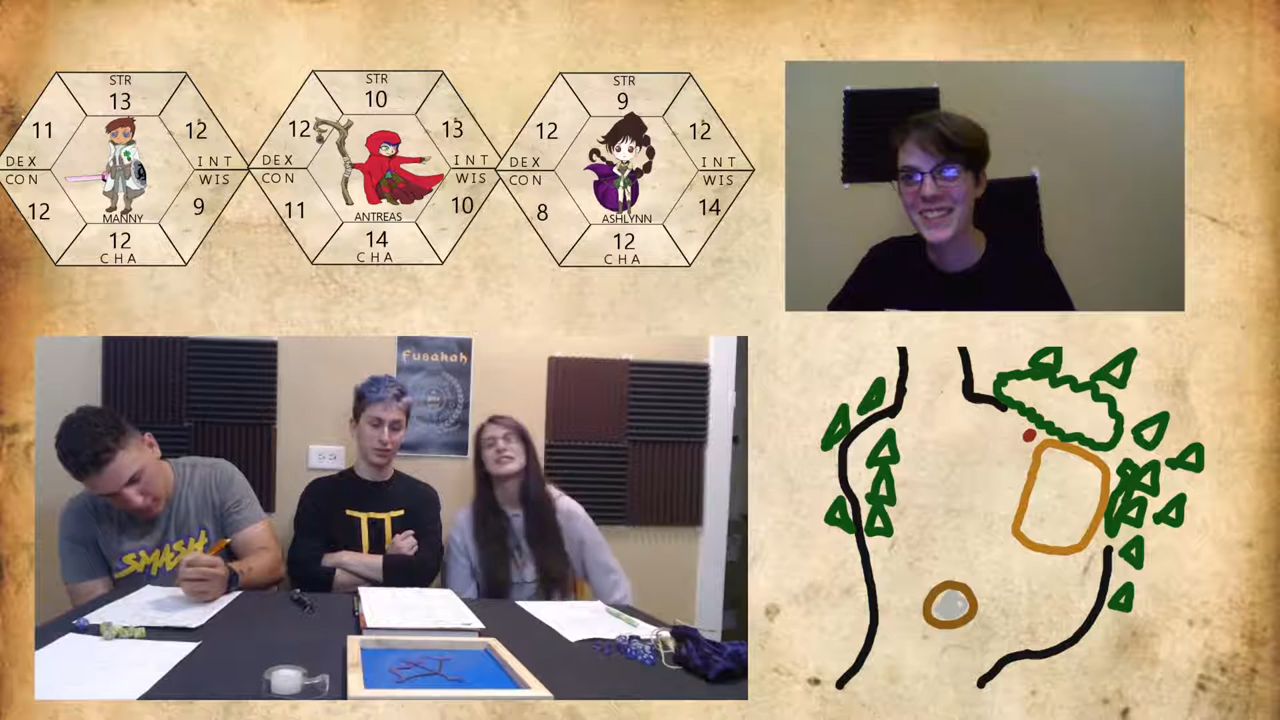 STR
13
11
12
DEX
INT
CON
WIS
12
9
MANNY
12
CHA
STR
10
12
13
DEX
INT
CON
WIS
11
10
ANTREAS
14
CHA
STR
9
12
12
DEX
INT
CON
WIS
8
14
ASHLYNN
12
CHA
Fusahah
SMASH